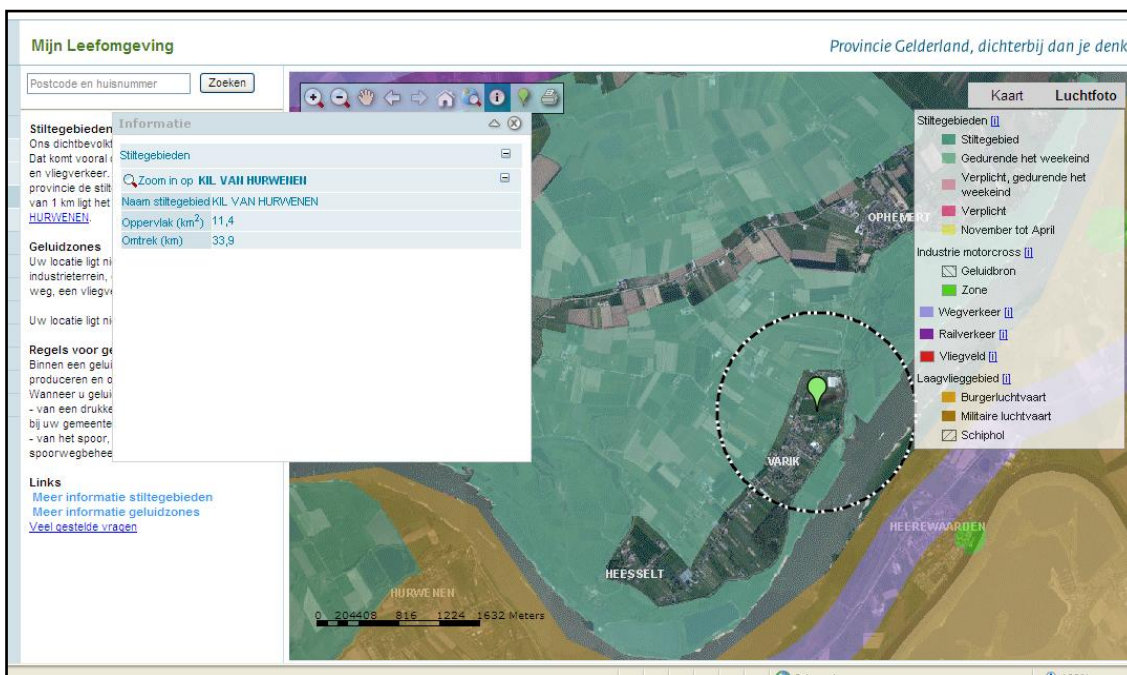 Mijn Leefomgeving
Provincie Gelderland, dichterbij dan je denk
Postcode en huisnummer
Zoeken
Stiltegebieden
Ons dichtbevolkt
Dat komt vooral
en vliegverkeer.
provincie de stilt
van 1 km ligt het
HURWENEN.
Geluidzones
Uw locatie ligt ni
industrieterrein,
weg, een vliegve
Uw locatie ligt ni
Regels voor ge
Binnen een gelui
produceren en o
Wanneer u gelui
- van een drukke
bij uw gemeente
- van het spoor,
spoorwegbehee
Links
Meer informatie stiltegebieden
Meer informatie geluidzones
Veel gestelde vragen
Informatie
Stiltegebieden
Zoom in op KIL VAN HURWENEN
Naam stiltegebied KIL VAN HURWENEN
Oppervlak (km²) 11,4
Omtrek (km) 33,9
Kaart Luchtfoto
Stiltegebieden [i]
Stiltegebied
Gedurende het weekeind
Verplicht, gedurende het
weekeind
Verplicht
November tot April
Industrie motorcross [i]
Geluidbron
Zone
Wegverkeer [i]
Railverkeer [i]
Vliegveld [i]
Laagvlieggebied [i]
Burgerluchtvaart
Militaire luchtvaart
Schiphol
OPHEMERT
VARIK
HEEREWAARDEN
HEESSELT
HURWENEN
0 204408 816 1224 1632 Meters